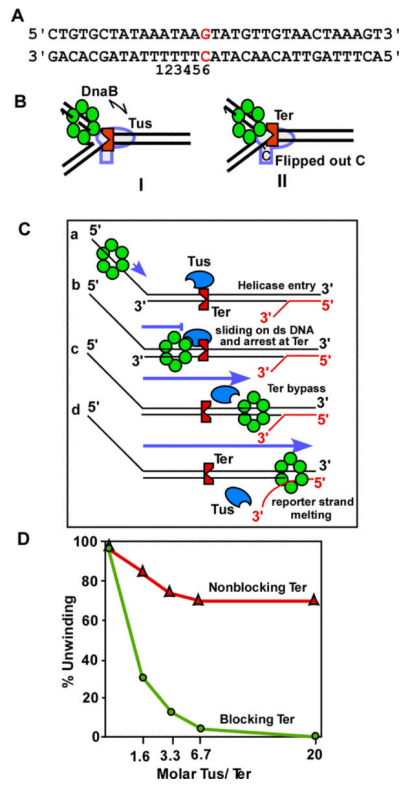 A
5'CTGTGCTATAAATAAGTATGTTGTAACTAAAGT3'
3'GACACGATATTTTTTCATACAACATTGATTTCA5'
123456
B
DnaB
Tus
Ter
C
Flipped out C
I
II
C
a
5'
Tus
Helicase entry
b
5'
3'
Ter
5'
3'
3'
sliding on ds DNA
and arrest at Ter
3'
c
5'
3'
5'
Ter bypass
3'
d
5'
3'
5'
Ter
3'
5'
reporter strand
melting
Tus
3'
D
% Unwinding
100
80
60
40
20
0
Nonblocking Ter
Blocking Ter
1.6
3.3
6.7
20
Molar Tus/ Ter